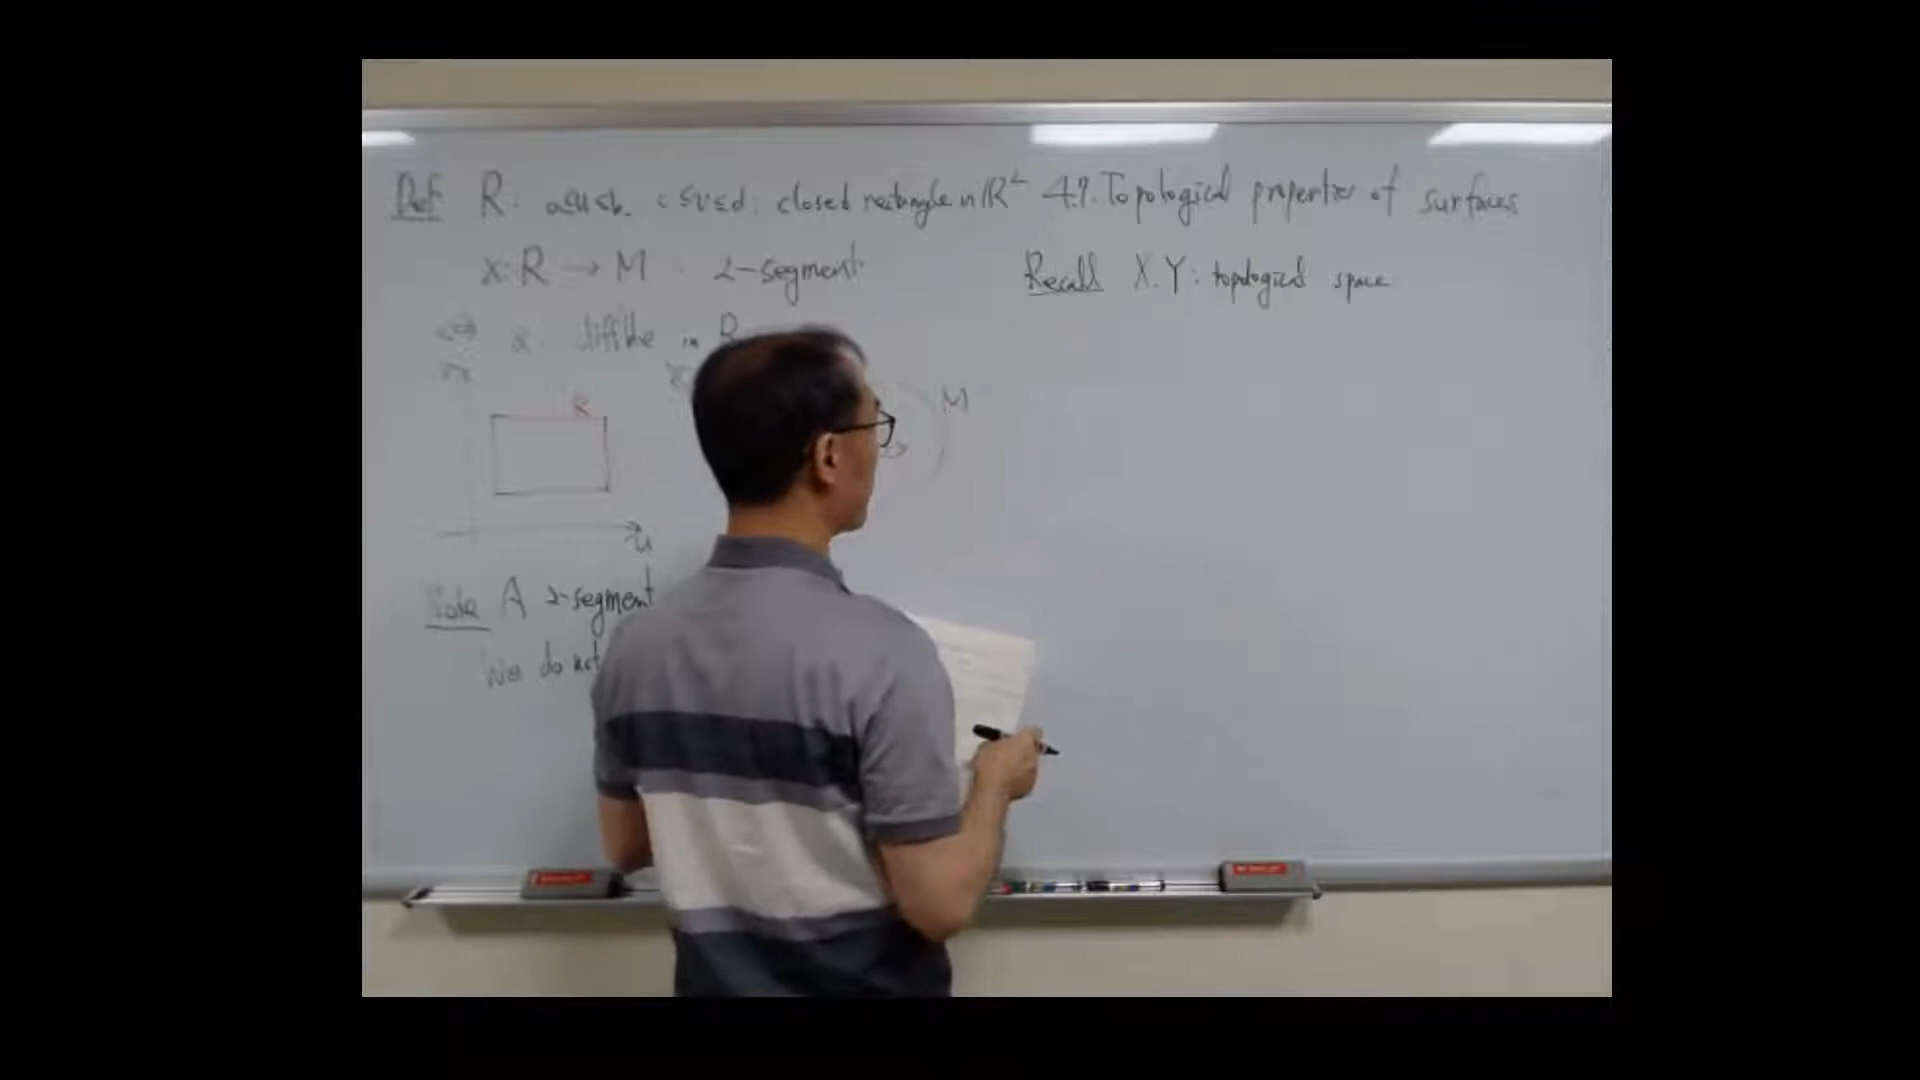 Def R: a≤u≤b. c≤v≤d: closed rectangle in ℝ²
x: R → M : 2-segment.
⇔ x: diff'ble in R
R
M
u
Note A 2-segment
We do not
4.7. Topological properties of surfaces
Recall X.Y: topological space